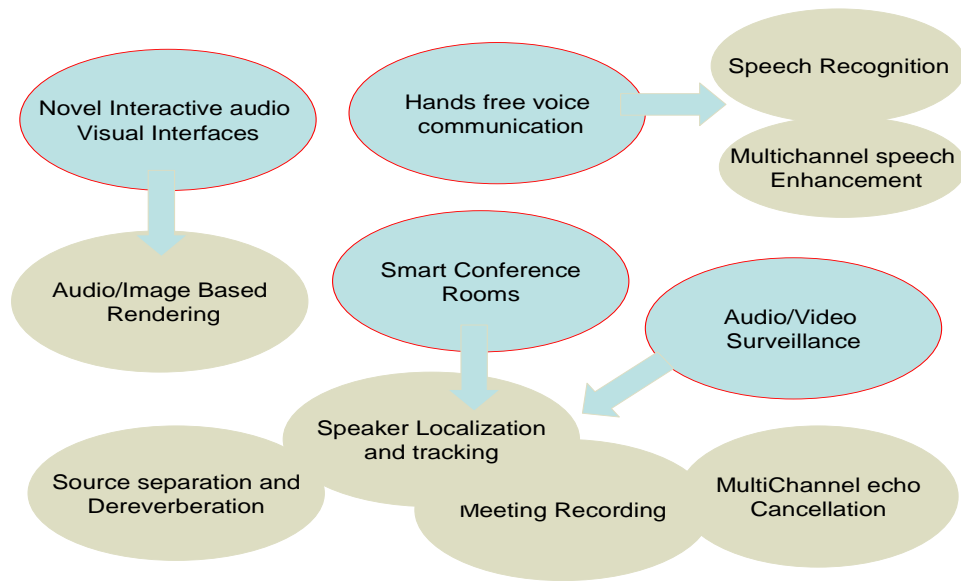 Novel Interactive audio
Visual Interfaces
Hands free voice
communication
Speech Recognition
Multichannel speech
Enhancement
Audio/Image Based
Rendering
Smart Conference
Rooms
Audio/Video
Surveillance
Speaker Localization
and tracking
Source separation and
Dereverberation
Meeting Recording
MultiChannel echo
Cancellation